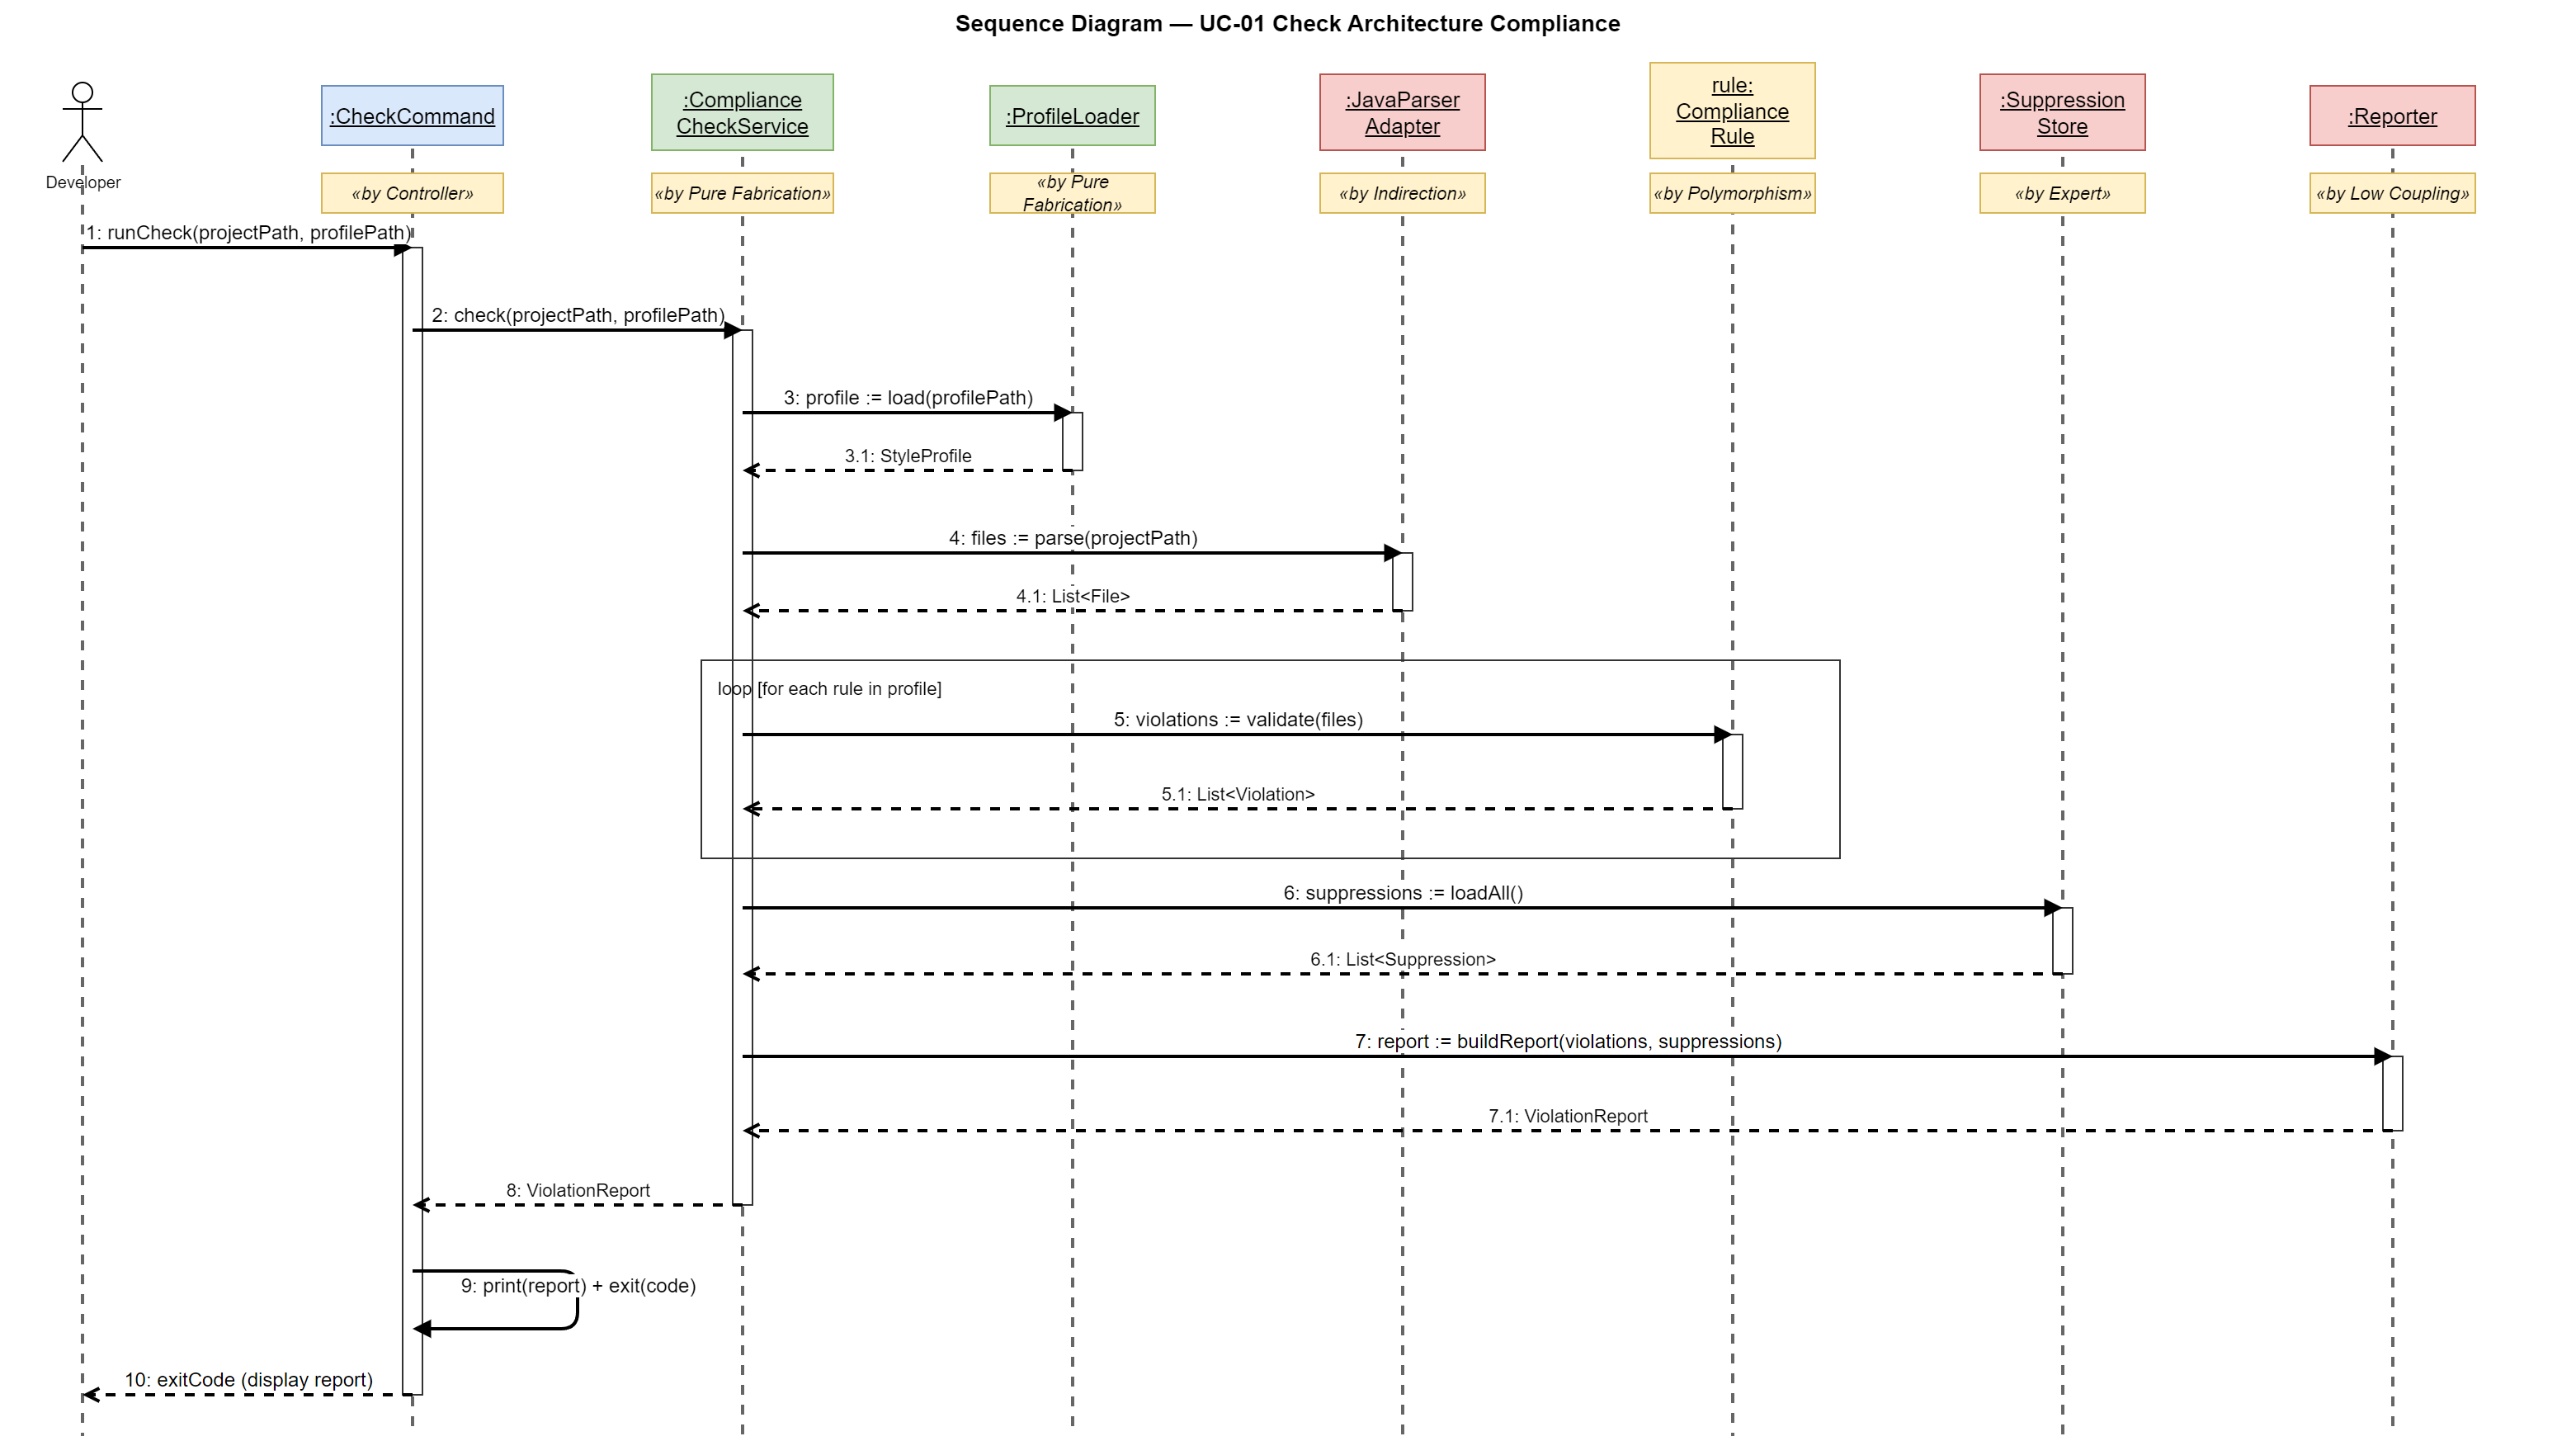 Sequence Diagram — UC-01 Check Architecture Compliance
Developer
:CheckCommand
:Compliance
CheckService
:ProfileLoader
:JavaParser
Adapter
rule:
Compliance
Rule
:Suppression
Store
:Reporter
«by Controller»
«by Pure Fabrication»
«by Pure
Fabrication»
«by Indirection»
«by Polymorphism»
«by Expert»
«by Low Coupling»
1: runCheck(projectPath, profilePath)
2: check(projectPath, profilePath)
3: profile := load(profilePath)
3.1: StyleProfile
4: files := parse(projectPath)
4.1: List<File>
loop [for each rule in profile]
5: violations := validate(files)
5.1: List<Violation>
6: suppressions := loadAll()
6.1: List<Suppression>
7: report := buildReport(violations, suppressions)
7.1: ViolationReport
8: ViolationReport
9: print(report) + exit(code)
10: exitCode (display report)